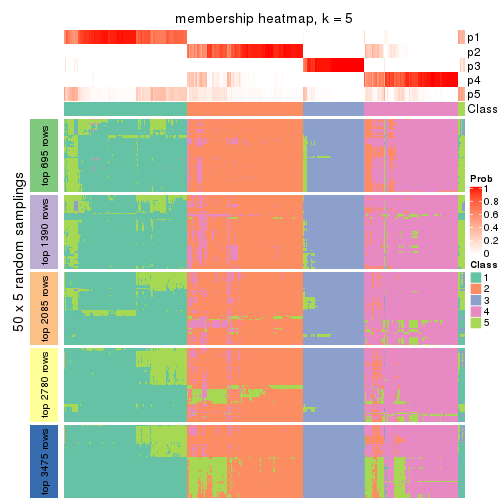 membership heatmap, k = 5
p1
p2
p3
p4
p5
Class
50 x 5 random samplings
top 695 rows
top 1390 rows
top 2085 rows
top 2780 rows
top 3475 rows
Prob
1
0.8
0.6
0.4
0.2
0
Class
1
2
3
4
5